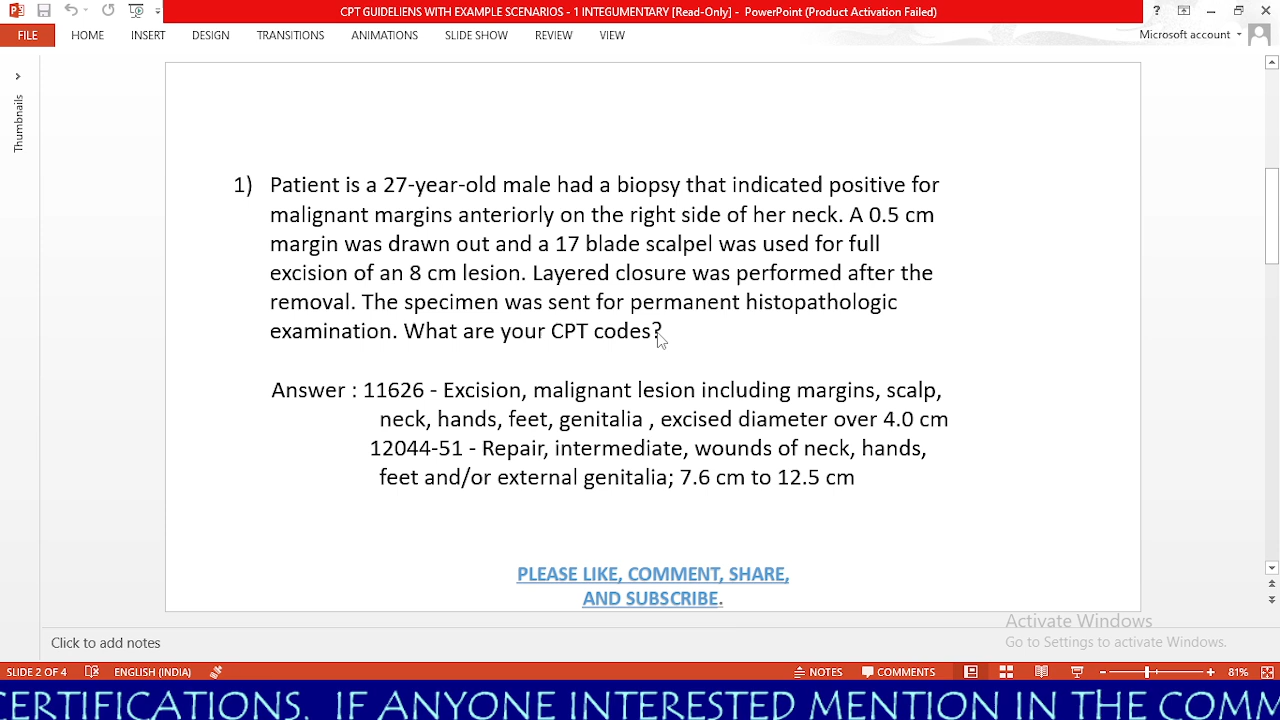 CPT GUIDELIENS WITH EXAMPLE SCENARIOS - 1 INTEGUMENTARY [Read-Only] - PowerPoint (Product Activation Failed)
FILE HOME INSERT DESIGN TRANSITIONS ANIMATIONS SLIDE SHOW REVIEW VIEW Microsoft account
Thumbnails
1) Patient is a 27-year-old male had a biopsy that indicated positive for
malignant margins anteriorly on the right side of her neck. A 0.5 cm
margin was drawn out and a 17 blade scalpel was used for full
excision of an 8 cm lesion. Layered closure was performed after the
removal. The specimen was sent for permanent histopathologic
examination. What are your CPT codes?
Answer : 11626 - Excision, malignant lesion including margins, scalp,
neck, hands, feet, genitalia , excised diameter over 4.0 cm
12044-51 - Repair, intermediate, wounds of neck, hands,
feet and/or external genitalia; 7.6 cm to 12.5 cm
PLEASE LIKE, COMMENT, SHARE,
AND SUBSCRIBE.
Activate Windows
Go to Settings to activate Windows.
Click to add notes
SLIDE 2 OF 4 ENGLISH (INDIA) NOTES COMMENTS 81%
CERTIFICATIONS. IF ANYONE INTERESTED MENTION IN THE COMM